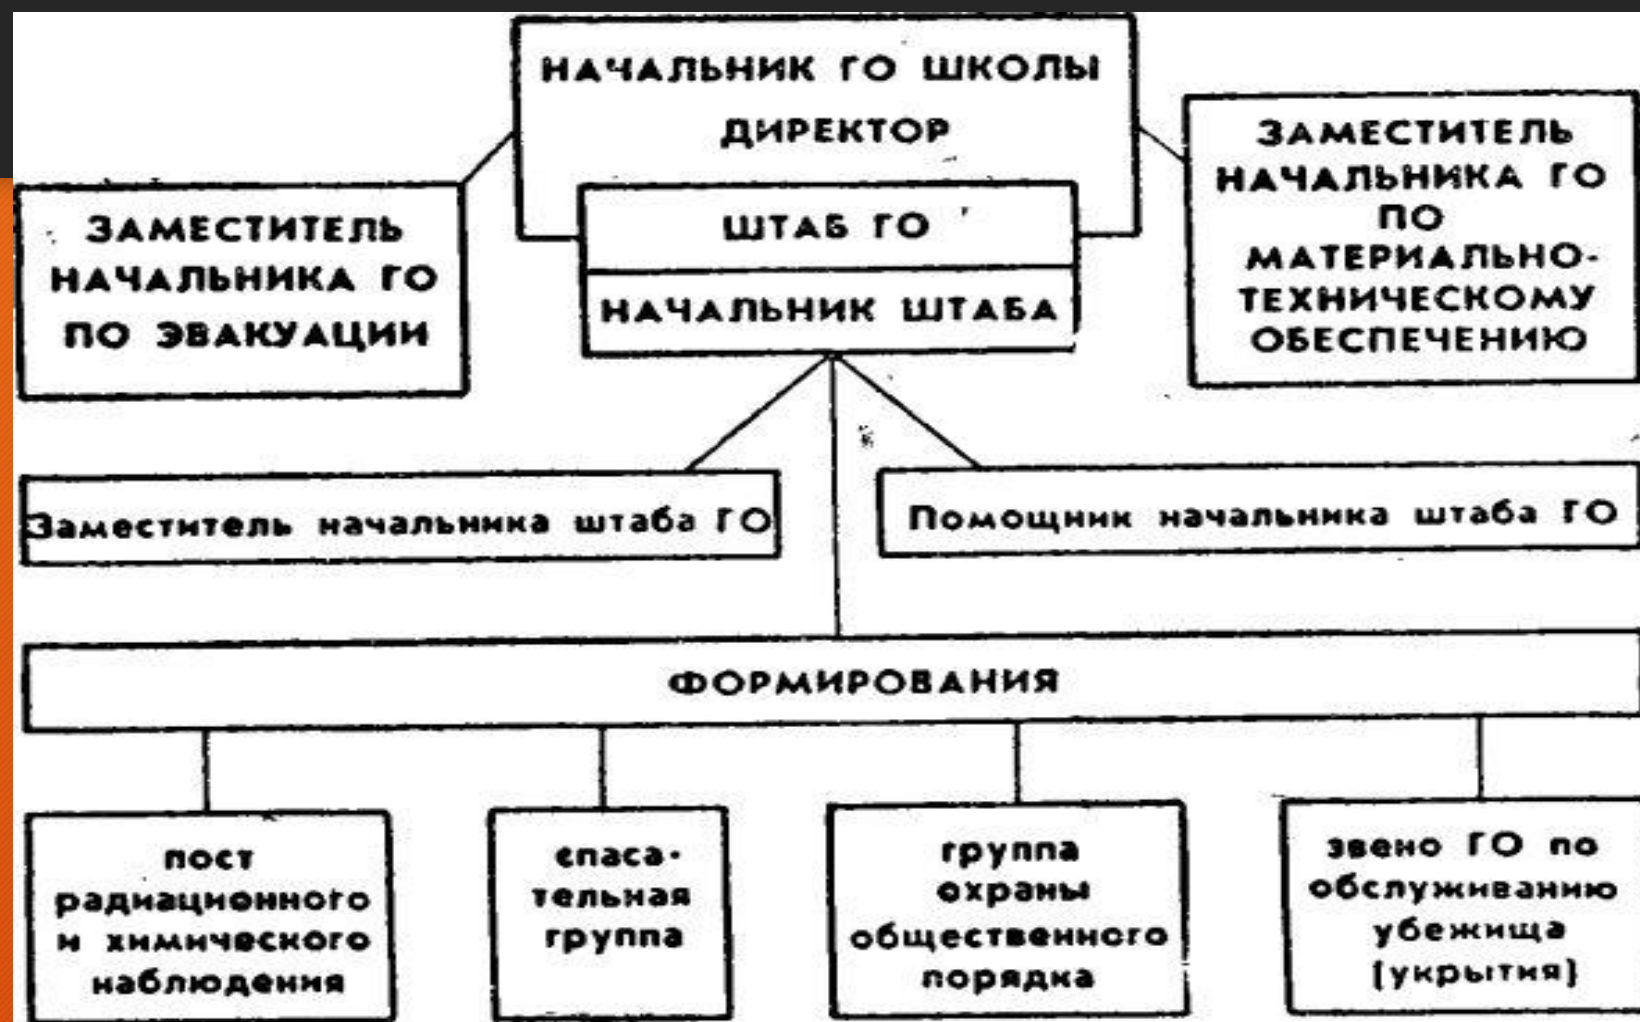 НАЧАЛЬНИК ГО ШКОЛЫ
ДИРЕКТОР
ШТАБ ГО
НАЧАЛЬНИК ШТАБА
ЗАМЕСТИТЕЛЬ
НАЧАЛЬНИКА ГО
ПО ЭВАКУАЦИИ
ЗАМЕСТИТЕЛЬ
НАЧАЛЬНИКА ГО
ПО
МАТЕРИАЛЬНО-
ТЕХНИЧЕСКОМУ
ОБЕСПЕЧЕНИЮ
Заместитель начальника штаба ГО
Помощник начальника штаба ГО
ФОРМИРОВАНИЯ
пост
радиационного
и химического
наблюдения
спаса-
тельная
группа
группа
охраны
общественного
порядка
звено ГО по
обслуживанию
убежища
(укрытия)